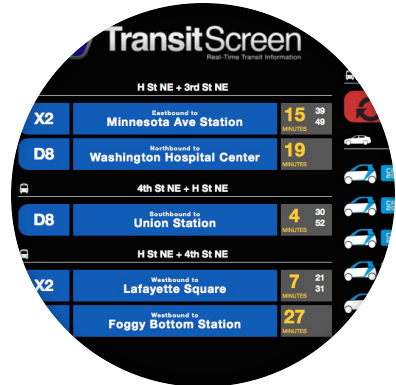 TransitScreen
Real-Time Transit Information
H St NE + 3rd St NE
X2
Eastbound to
Minnesota Ave Station
15
MINUTES
39
49
D8
Northbound to
Washington Hospital Center
19
MINUTES
4th St NE + H St NE
D8
Southbound to
Union Station
4
MINUTES
30
52
H St NE + 4th St NE
X2
Westbound to
Lafayette Square
7
MINUTES
21
31
Westbound to
Foggy Bottom Station
27
MINUTES